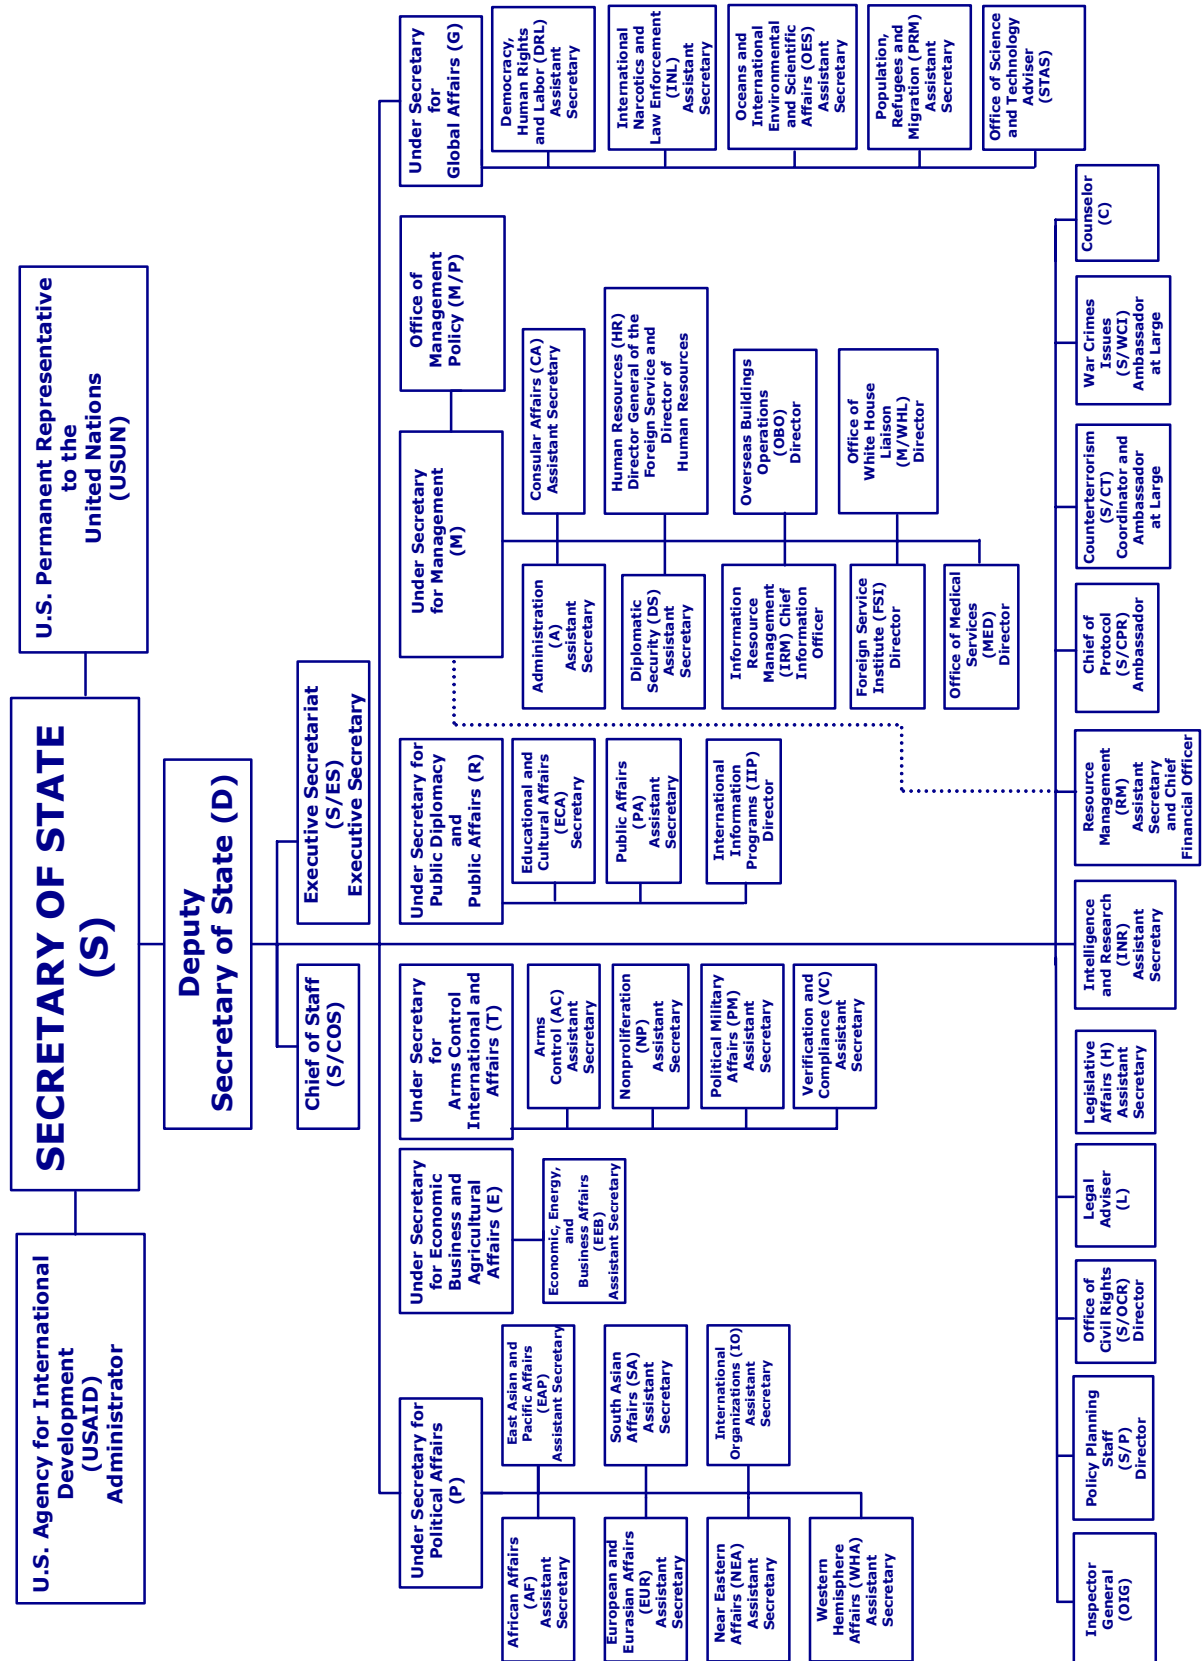 U.S. Agency for International
Development
(USAID)
Administrator
SECRETARY OF STATE
(S)
U.S. Permanent Representative
to the
United Nations
(USUN)
Deputy
Secretary of State (D)
Chief of Staff
(S/COS)
Executive Secretariat
(S/ES)
Executive Secretary
Under Secretary for
Political Affairs
(P)
Under Secretary
for Economic
Business and
Agricultural
Affairs (E)
Under Secretary
for
Arms Control
International and
Affairs (T)
Under Secretary for
Public Diplomacy
and
Public Affairs (R)
Under Secretary
for Management
(M)
Office of
Management
Policy (M/P)
Under Secretary
for
Global Affairs (G)
African Affairs
(AF)
Assistant
Secretary
East Asian and
Pacific Affairs
(EAP)
Assistant Secretary
European and
Eurasian Affairs
(EUR)
Assistant
Secretary
South Asian
Affairs (SA)
Assistant
Secretary
Near Eastern
Affairs (NEA)
Assistant
Secretary
International
Organizations (IO)
Assistant
Secretary
Western
Hemisphere
Affairs (WHA)
Assistant
Secretary
Economic, Energy,
and
Business Affairs
(EEB)
Assistant Secretary
Arms
Control (AC)
Assistant
Secretary
Nonproliferation
(NP)
Assistant
Secretary
Political Military
Affairs (PM)
Assistant
Secretary
Verification and
Compliance (VC)
Assistant
Secretary
Educational and
Cultural Affairs
(ECA)
Secretary
Public Affairs
(PA)
Assistant
Secretary
International
Information
Programs (IIP)
Director
Administration
(A)
Assistant
Secretary
Consular Affairs (CA)
Assistant Secretary
Diplomatic
Security (DS)
Assistant
Secretary
Human Resources (HR)
Director General of the
Foreign Service and
Director of
Human Resources
Information
Resource
Management
(IRM) Chief
Information
Officer
Overseas Buildings
Operations
(OBO)
Director
Foreign Service
Institute (FSI)
Director
Office of
White House
Liaison
(M/WHL)
Director
Office of Medical
Services
(MED)
Director
Democracy,
Human Rights
and Labor (DRL)
Assistant
Secretary
International
Narcotics and
Law Enforcement
(INL)
Assistant
Secretary
Oceans and
International
Environmental
and Scientific
Affairs (OES)
Assistant
Secretary
Population,
Refugees and
Migration (PRM)
Assistant
Secretary
Office of Science
and Technology
Adviser
(STAS)
Inspector
General
(OIG)
Policy Planning
Staff
(S/P)
Director
Office of
Civil Rights
(S/OCR)
Director
Legal
Adviser
(L)
Legislative
Affairs (H)
Assistant
Secretary
Intelligence
and Research
(INR)
Assistant
Secretary
Resource
Management
(RM)
Assistant
Secretary
and Chief
Financial Officer
Chief of
Protocol
(S/CPR)
Ambassador
Counterterrorism
(S/CT)
Coordinator and
Ambassador
at Large
War Crimes
Issues
(S/WCI)
Ambassador
at Large
Counselor
(C)